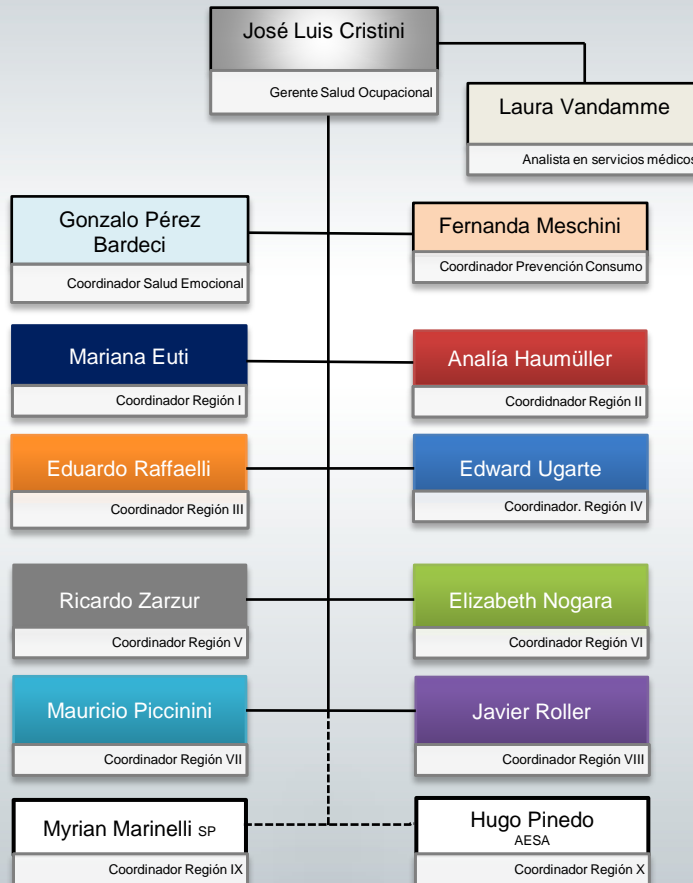 José Luis Cristini
Gerente Salud Ocupacional
Laura Vandamme
Analista en servicios médicos
Gonzalo Pérez
Bardeci
Coordinador Salud Emocional
Fernanda Meschini
Coordinador Prevención Consumo
Mariana Euti
Coordinador Región I
Analía Haumüller
Coordidnador Región II
Eduardo Raffaelli
Coordinador Región III
Edward Ugarte
Coordinador. Región IV
Ricardo Zarzur
Coordinador Región V
Elizabeth Nogara
Coordinador Región VI
Mauricio Piccinini
Coordinador Región VII
Javier Roller
Coordinador Región VIII
Myrian Marinelli SP
Coordinador Región IX
Hugo Pinedo
AESA
Coordinador Región X